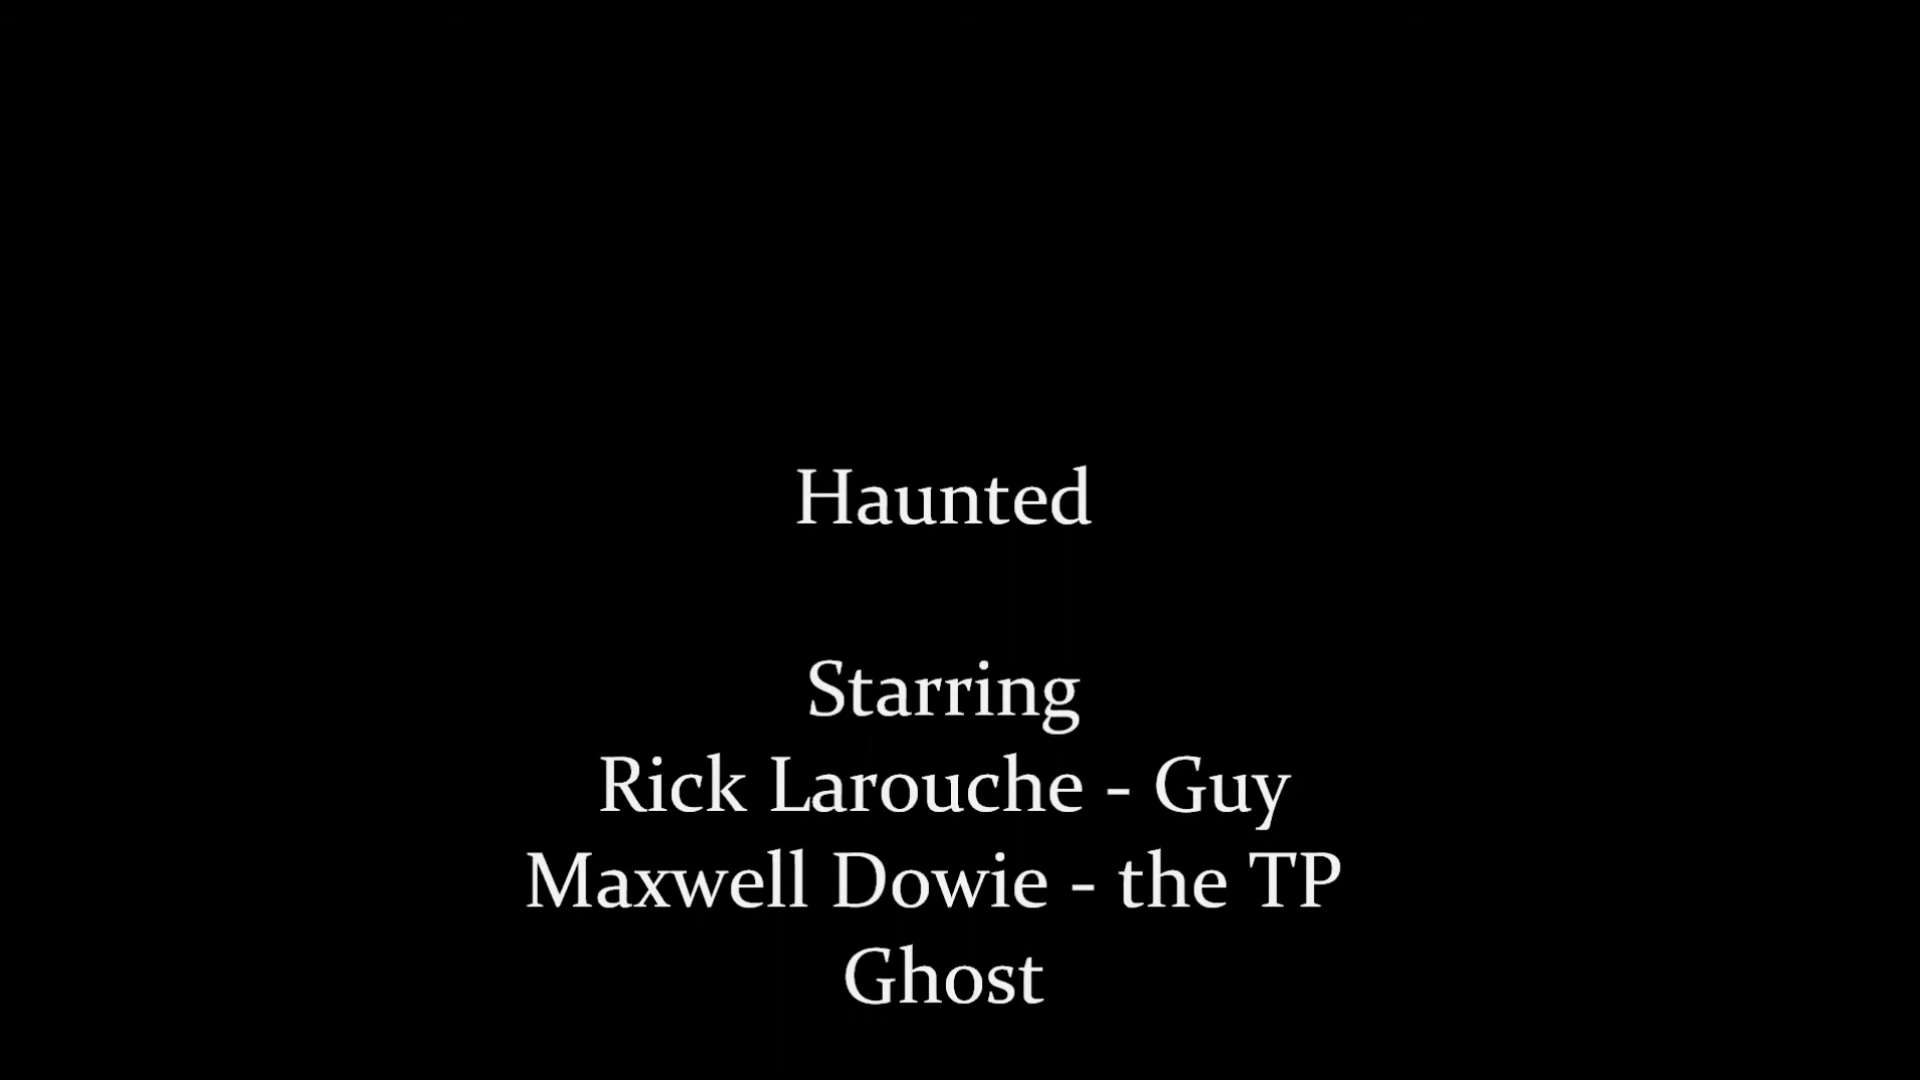 Haunted
Starring
Rick Larouche - Guy
Maxwell Dowie - the TP
Ghost